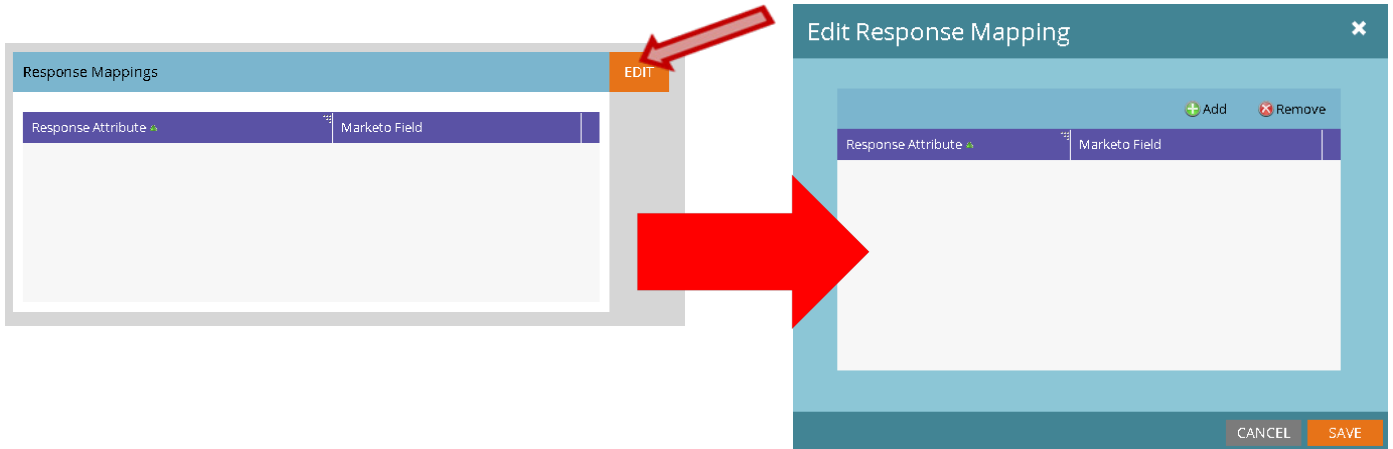 Response Mappings
EDIT
Response Attribute
Marketo Field
Edit Response Mapping
Add
Remove
Response Attribute
Marketo Field
CANCEL
SAVE